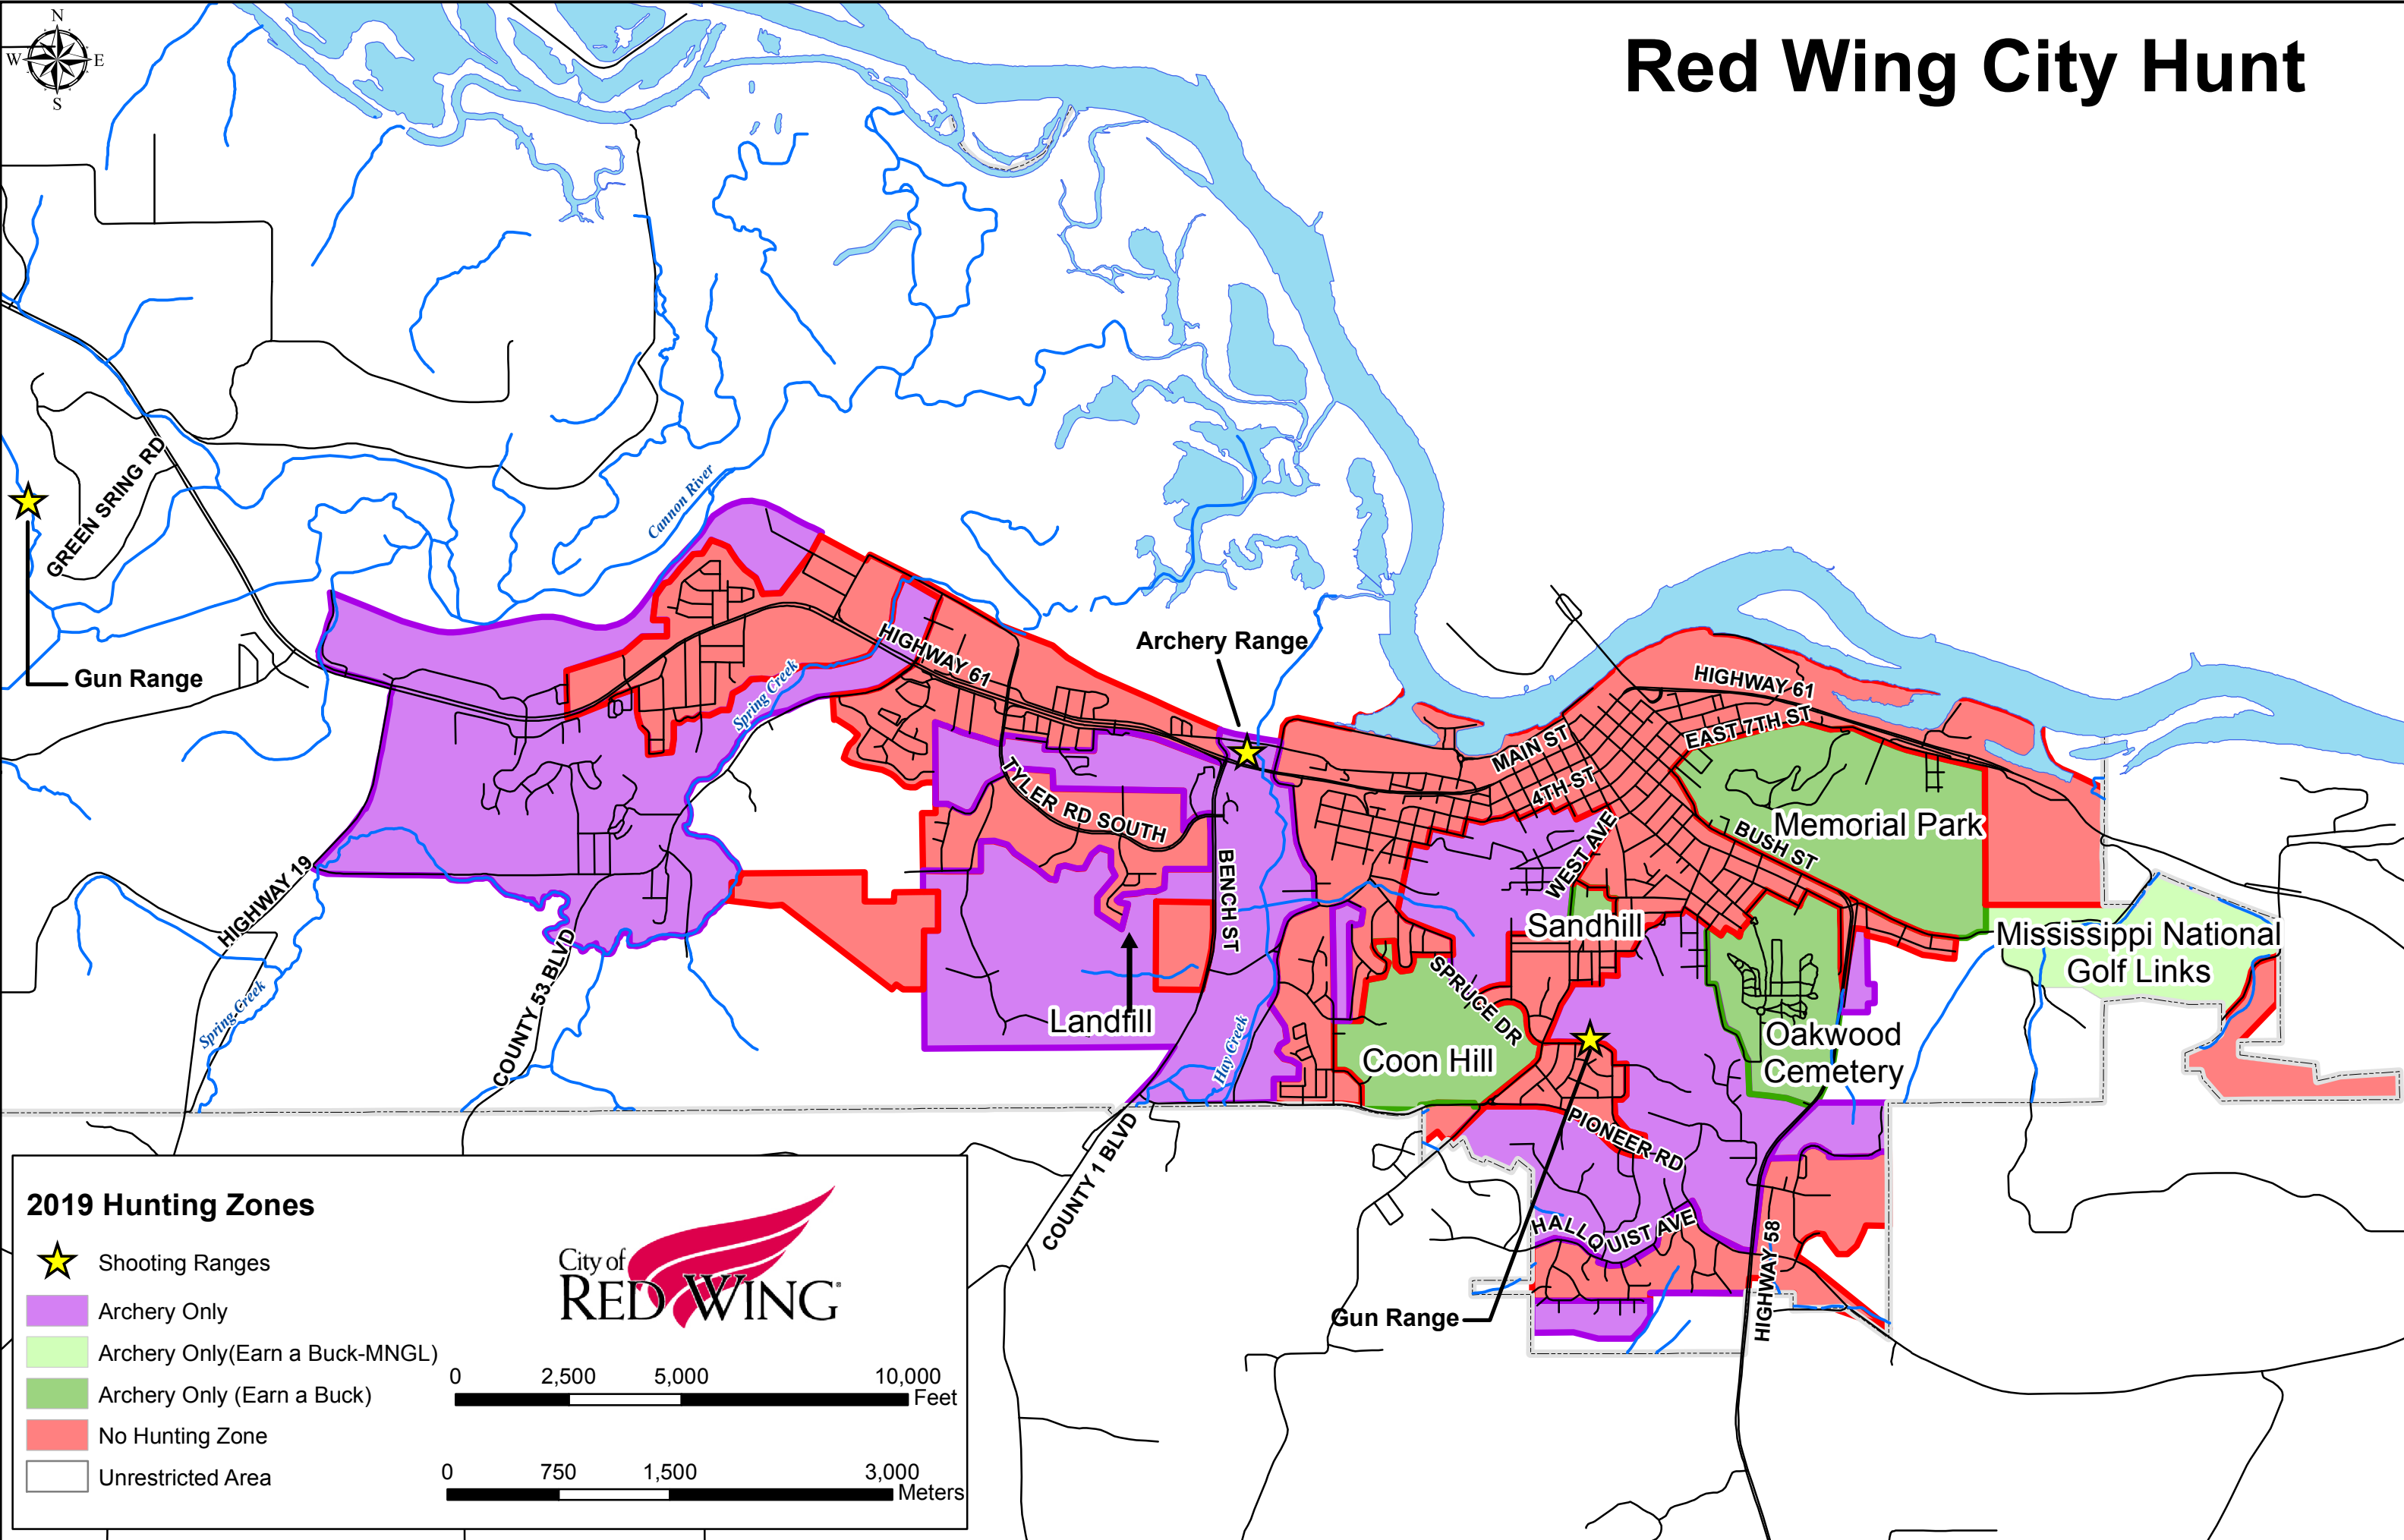 Red Wing City Hunt
N
W
E
S
GREEN SRING RD
Cannon River
Gun Range
HIGHWAY 61
Spring Creek
Archery Range
HIGHWAY 61
EAST 7TH ST
MAIN ST
4TH ST
TYLER RD SOUTH
WEST AVE
BUSH ST
Memorial Park
HIGHWAY 19
BENCH ST
Sandhill
Mississippi National
Golf Links
SPRUCE DR
COUNTY 53 BLVD
Spring Creek
Landfill
Hay Creek
Coon Hill
Oakwood
Cemetery
PIONEER RD
COUNTY 1 BLVD
HALLQUIST AVE
HIGHWAY 58
Gun Range
2019 Hunting Zones
Shooting Ranges
Archery Only
Archery Only(Earn a Buck-MNGL)
Archery Only (Earn a Buck)
No Hunting Zone
Unrestricted Area
City of
RED WING®
0 2,500 5,000 10,000
Feet
0 750 1,500 3,000
Meters